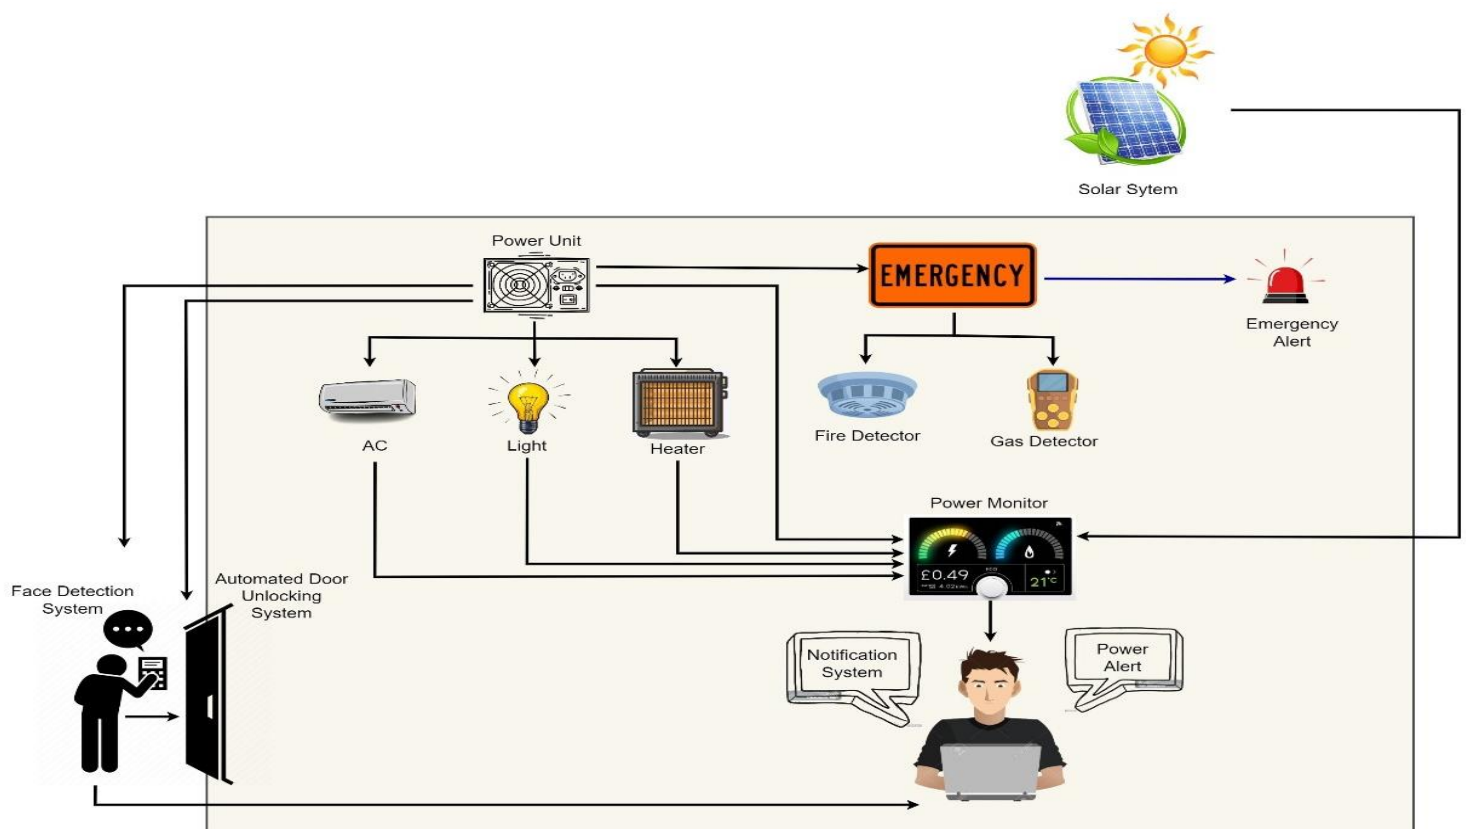 Solar Sytem
Power Unit
EMERGENCY
Emergency
Alert
AC
Light
Heater
Fire Detector
Gas Detector
Power Monitor
£0.49
ECO
21°C
Face Detection
System
Automated Door
Unlocking
System
Notification
System
Power
Alert